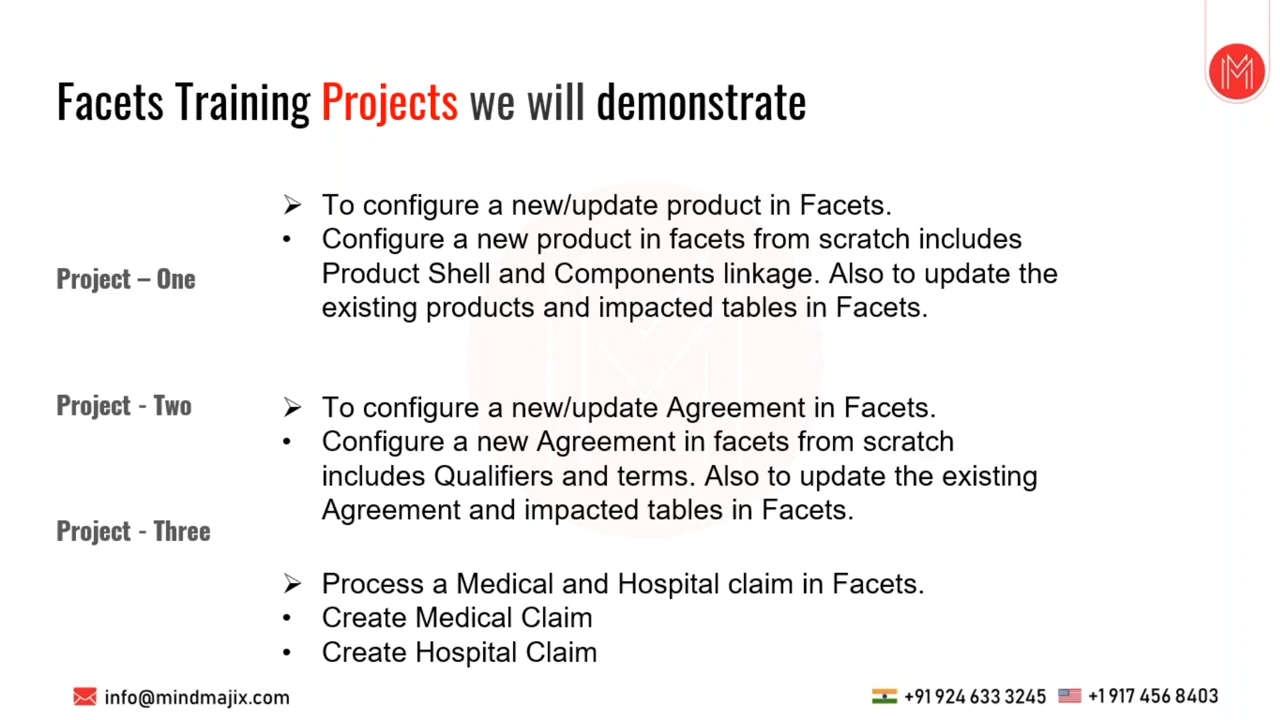 Facets Training Projects we will demonstrate
➢ To configure a new/update product in Facets.
• Configure a new product in facets from scratch includes
Project – One
Product Shell and Components linkage. Also to update the
existing products and impacted tables in Facets.
Project - Two
➢ To configure a new/update Agreement in Facets.
• Configure a new Agreement in facets from scratch
includes Qualifiers and terms. Also to update the existing
Agreement and impacted tables in Facets.
Project - Three
➢ Process a Medical and Hospital claim in Facets.
• Create Medical Claim
• Create Hospital Claim
info@mindmajix.com
+91 924 633 3245
+1 917 456 8403